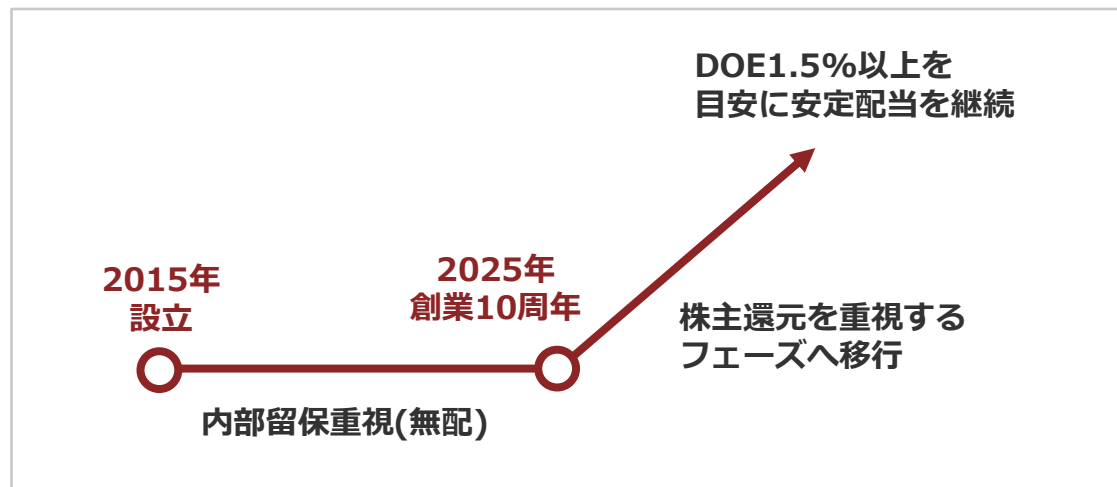 DOE1.5%以上を
目安に安定配当を継続
2015年
設立
2025年
創業10周年
株主還元を重視する
フェーズへ移行
内部留保重視(無配)